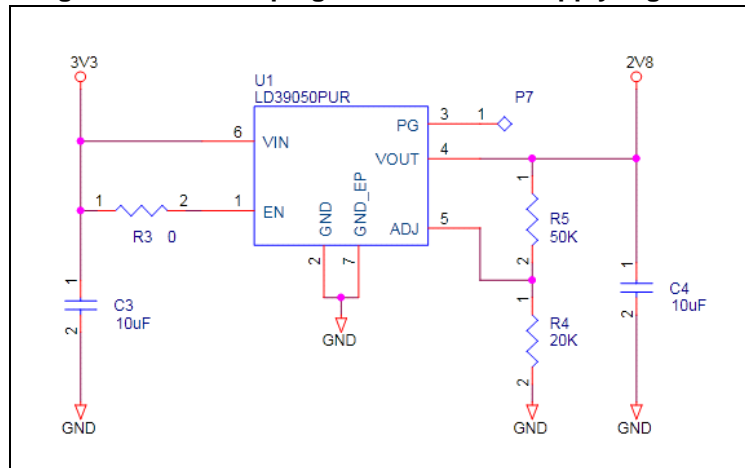 3V3
2V8
U1
LD39050PUR
P7
PG 3 1
6 VIN
VOUT 4
1 2 1 EN
R3 0
GND
GND_EP
ADJ 5
2
7
GND
1
R5
50K
2
1
C3
10uF
2
1
R4
20K
2
1
C4
10uF
2
GND
GND
GND